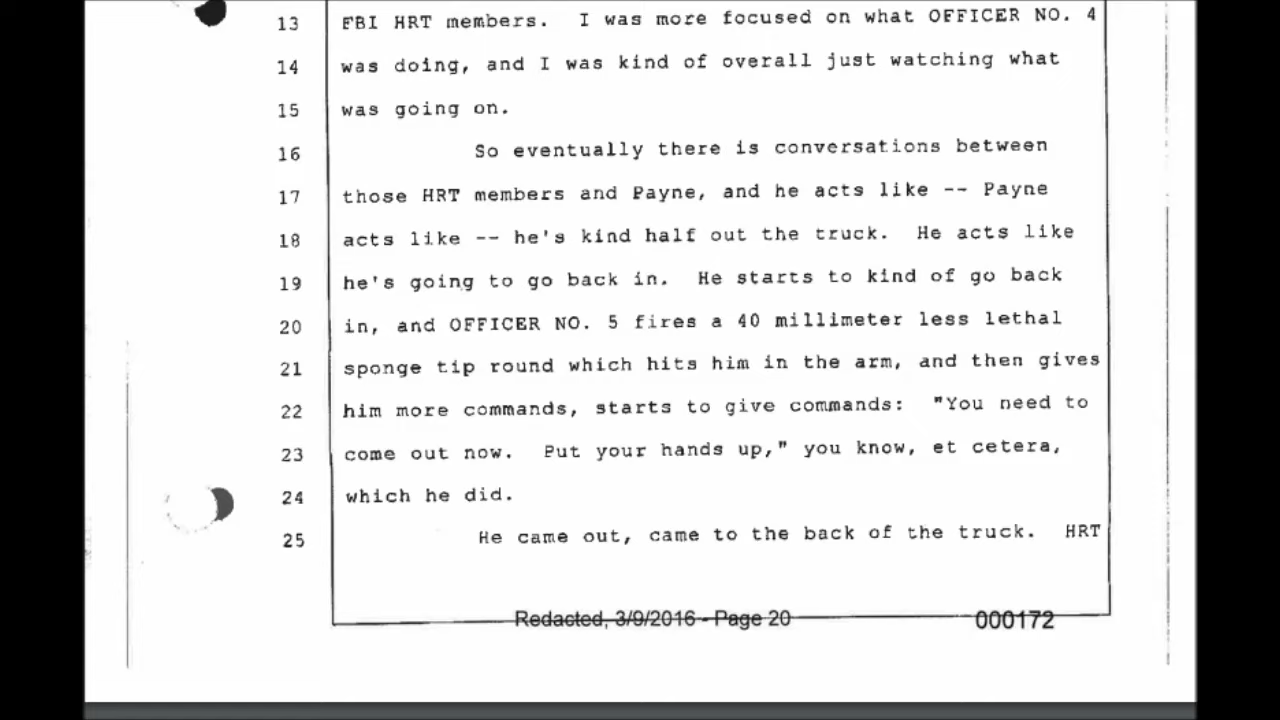 13 FBI HRT members. I was more focused on what OFFICER NO. 4
14 was doing, and I was kind of overall just watching what
15 was going on.
16 So eventually there is conversations between
17 those HRT members and Payne, and he acts like -- Payne
18 acts like -- he's kind half out the truck. He acts like
19 he's going to go back in. He starts to kind of go back
20 in, and OFFICER NO. 5 fires a 40 millimeter less lethal
21 sponge tip round which hits him in the arm, and then gives
22 him more commands, starts to give commands: "You need to
23 come out now. Put your hands up," you know, et cetera,
24 which he did.
25 He came out, came to the back of the truck. HRT
Redacted, 3/9/2016 - Page 20 000172